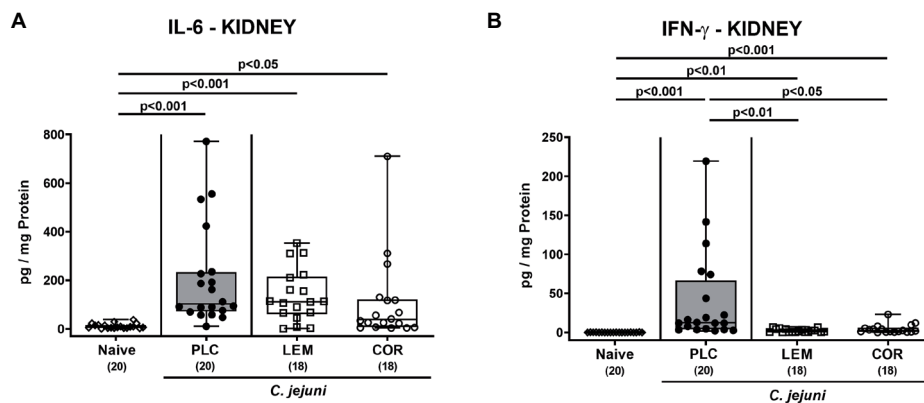 A
IL-6 - KIDNEY
p<0.05
p<0.001
p<0.001
800
600
400
200
0
pg / mg Protein
Naive
PLC
LEM
COR
(20)
(20)
(18)
(18)
C. jejuni
B
IFN-γ - KIDNEY
p<0.001
p<0.01
p<0.001
p<0.05
p<0.01
250
200
150
100
50
0
pg / mg Protein
Naive
PLC
LEM
COR
(20)
(20)
(18)
(18)
C. jejuni